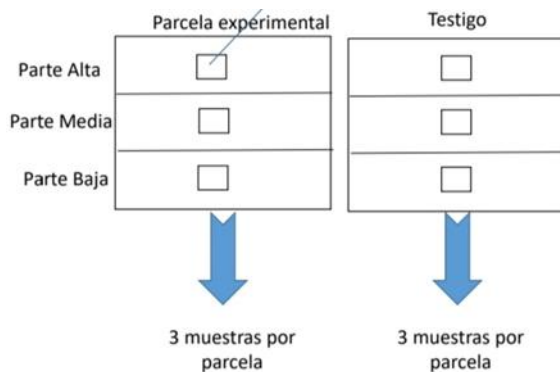 Parcela experimental
Testigo
Parte Alta
Parte Media
Parte Baja
3 muestras por
parcela
3 muestras por
parcela